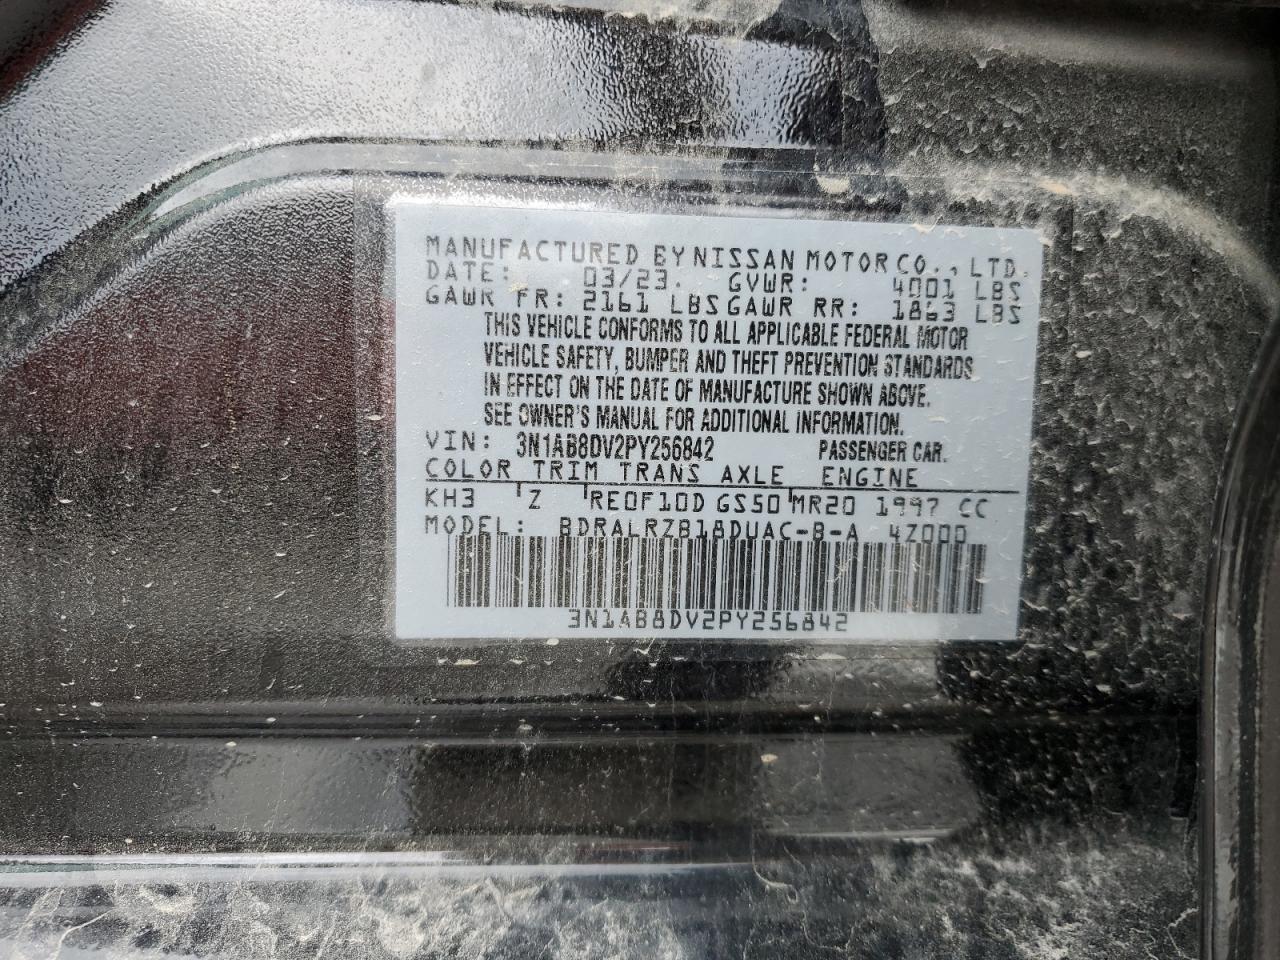 MANUFACTURED BY NISSAN MOTOR CO., LTD.
DATE: 03/23. GVWR: 4001 LBS
GAWR FR: 2161 LBS GAWR RR: 1863 LBS
THIS VEHICLE CONFORMS TO ALL APPLICABLE FEDERAL MOTOR
VEHICLE SAFETY, BUMPER AND THEFT PREVENTION STANDARDS
IN EFFECT ON THE DATE OF MANUFACTURE SHOWN ABOVE.
SEE OWNER'S MANUAL FOR ADDITIONAL INFORMATION.
VIN: 3N1AB8DV2PY256842 PASSENGER CAR.
COLOR TRIM TRANS AXLE ENGINE
KH3 Z RE0F10D GS50 MR20 1997 CC
MODEL: BDRALRZB18DUAC-B-A 4Z000
3N1AB8DV2PY256842